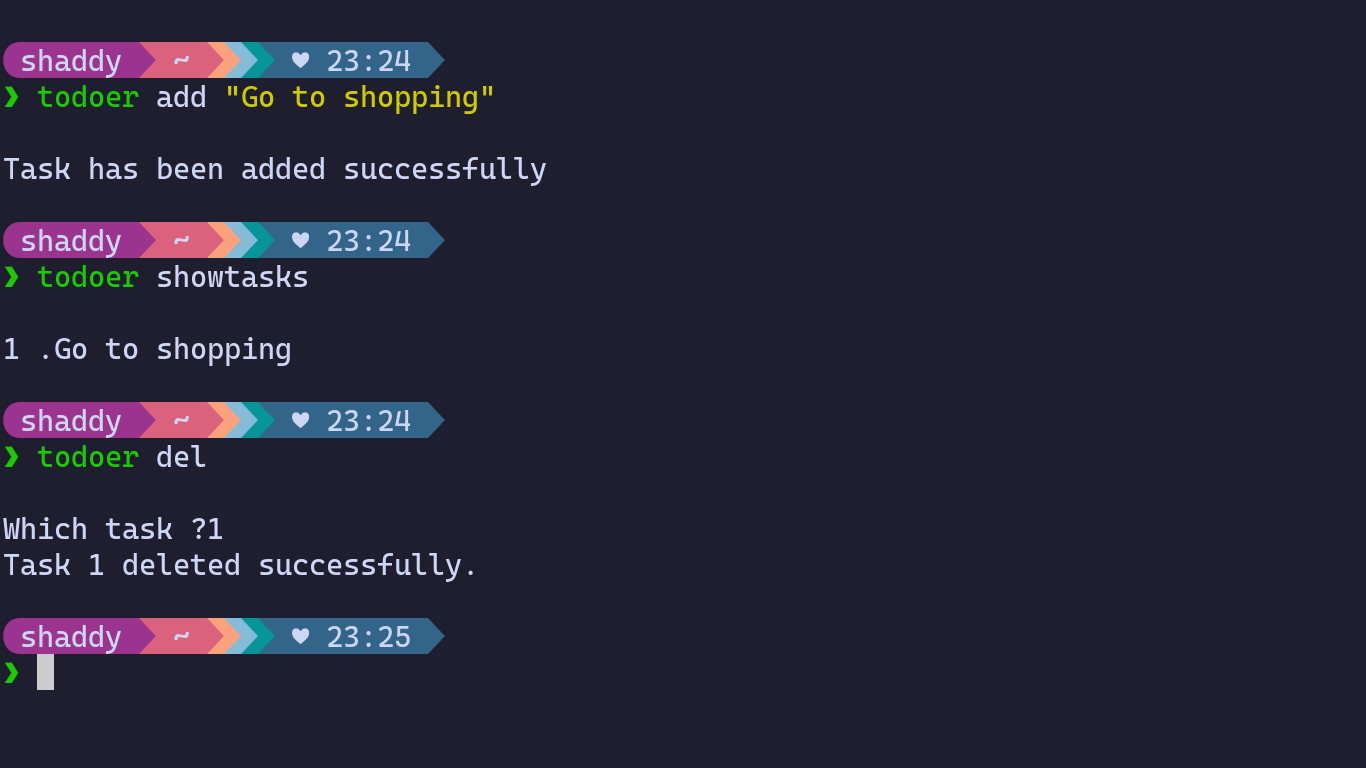 shaddy ~ ♥ 23:24
❯ todoer add "Go to shopping"
Task has been added successfully
shaddy ~ ♥ 23:24
❯ todoer showtasks
1 .Go to shopping
shaddy ~ ♥ 23:24
❯ todoer del
Which task ?1
Task 1 deleted successfully.
shaddy ~ ♥ 23:25
❯